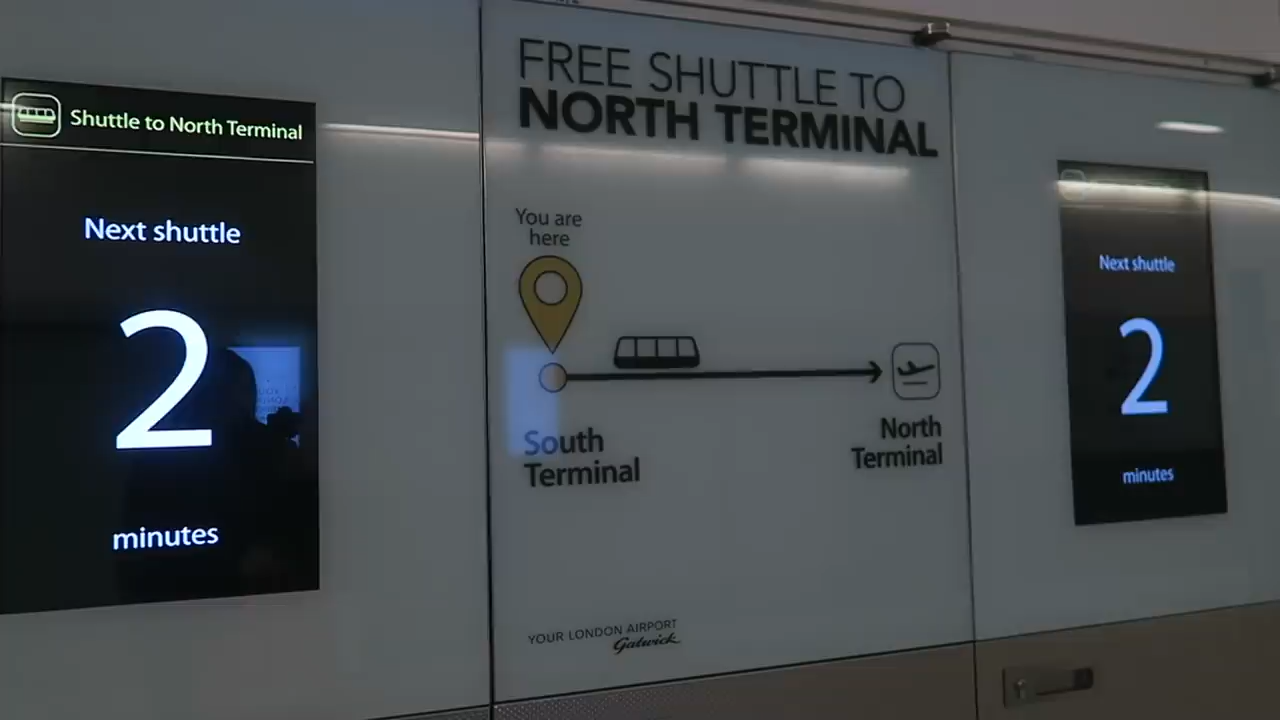 Shuttle to North Terminal
Next shuttle
2
minutes
FREE SHUTTLE TO
NORTH TERMINAL
You are
here
South
Terminal
North
Terminal
YOUR LONDON AIRPORT
Gatwick
Next shuttle
2
minutes